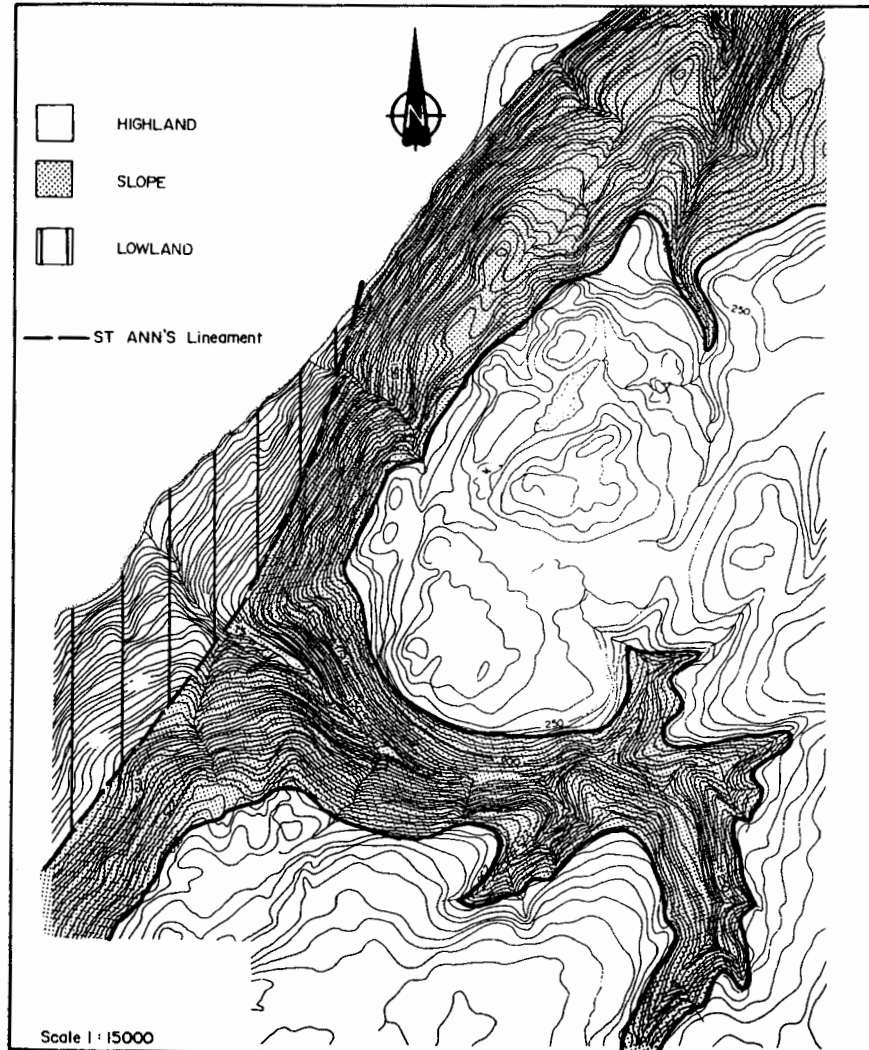 N
HIGHLAND
SLOPE
LOWLAND
ST ANN'S Lineament
250
250
Scale 1 : 15000